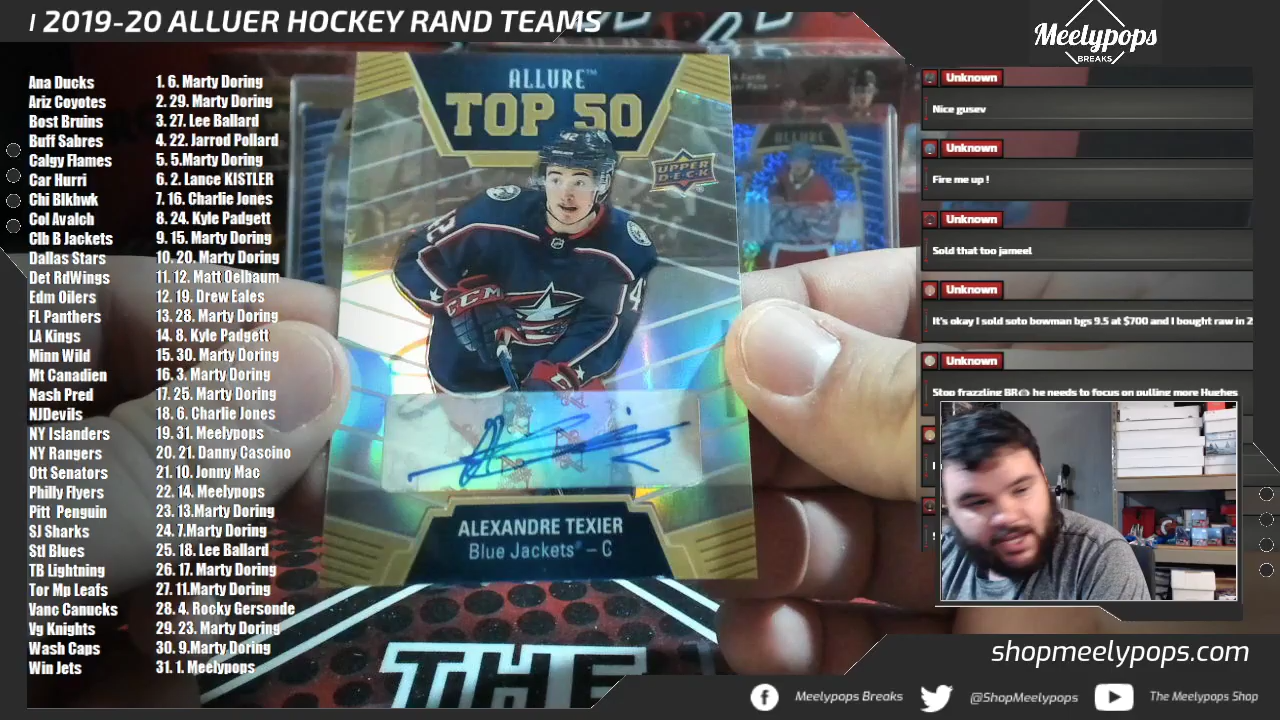 2019-20 ALLUER HOCKEY RAND TEAMS
Meelypops
BREAKS
Ana Ducks 1. 6. Marty Doring
Ariz Coyotes 2. 29. Marty Doring
Bost Bruins 3. 27. Lee Ballard
Buff Sabres 4. 22. Jarrod Pollard
Calgy Flames 5. 5.Marty Doring
Car Hurri 6. 2. Lance KISTLER
Chi Blkhwk 7. 16. Charlie Jones
Col Avalch 8. 24. Kyle Padgett
Clb B Jackets 9. 15. Marty Doring
Dallas Stars 10. 20. Marty Doring
Det RdWings 11. 12. Matt Oelbaum
Edm Oilers 12. 19. Drew Eales
FL Panthers 13. 28. Marty Doring
LA Kings 14. 8. Kyle Padgett
Minn Wild 15. 30. Marty Doring
Mt Canadien 16. 3. Marty Doring
Nash Pred 17. 25. Marty Doring
NJDevils 18. 6. Charlie Jones
NY Islanders 19. 31. Meelypops
NY Rangers 20. 21. Danny Cascino
Ott Senators 21. 10. Jonny Mac
Philly Flyers 22. 14. Meelypops
Pitt Penguin 23. 13.Marty Doring
SJ Sharks 24. 7.Marty Doring
Stl Blues 25. 18. Lee Ballard
TB Lightning 26. 17. Marty Doring
Tor Mp Leafs 27. 11.Marty Doring
Vanc Canucks 28. 4. Rocky Gersonde
Vg Knights 29. 23. Marty Doring
Wash Caps 30. 9.Marty Doring
Win Jets 31. 1. Meelypops
ALLURE™
TOP 50
UPPER
DECK
42
CCM
ALEXANDRE TEXIER
Blue Jackets® – C
ALLURE
THE
Unknown
Nice gusev
Unknown
Fire me up !
Unknown
Sold that too jameel
Unknown
It's okay I sold soto bowman bgs 9.5 at $700 and I bought raw in 2
Unknown
Stop frazzling BR he needs to focus on pulling more Hughes
shopmeelypops.com
Meelypops Breaks
@ShopMeelypops
The Meelypops Shop